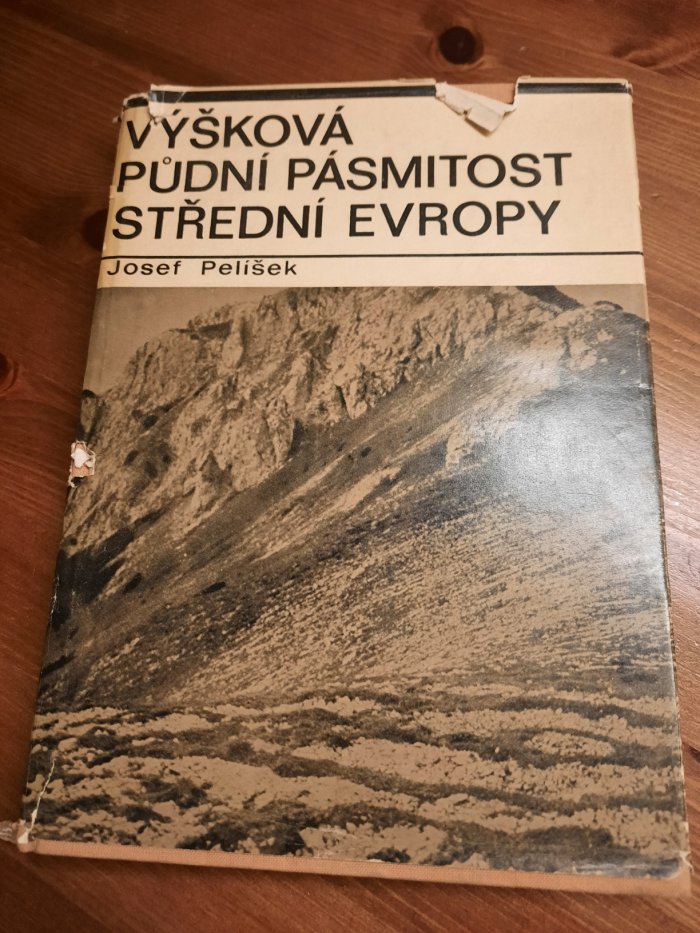 VÝŠKOVÁ
PŮDNÍ PÁSMITOST
STŘEDNÍ EVROPY
Josef Pelíšek